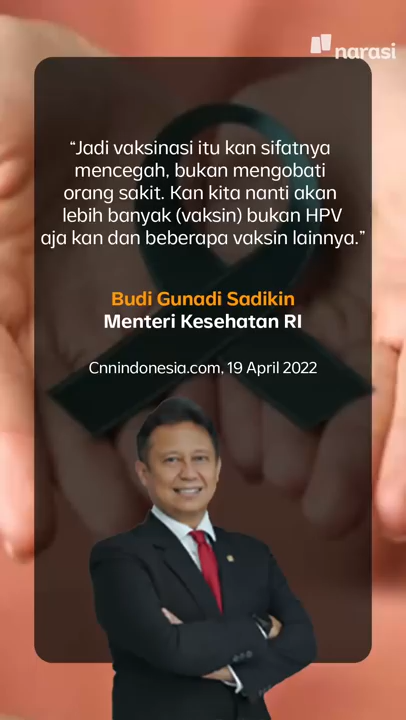 narasi
“Jadi vaksinasi itu kan sifatnya
mencegah, bukan mengobati
orang sakit. Kan kita nanti akan
lebih banyak (vaksin) bukan HPV
aja kan dan beberapa vaksin lainnya.”
Budi Gunadi Sadikin
Menteri Kesehatan RI
Cnnindonesia.com, 19 April 2022